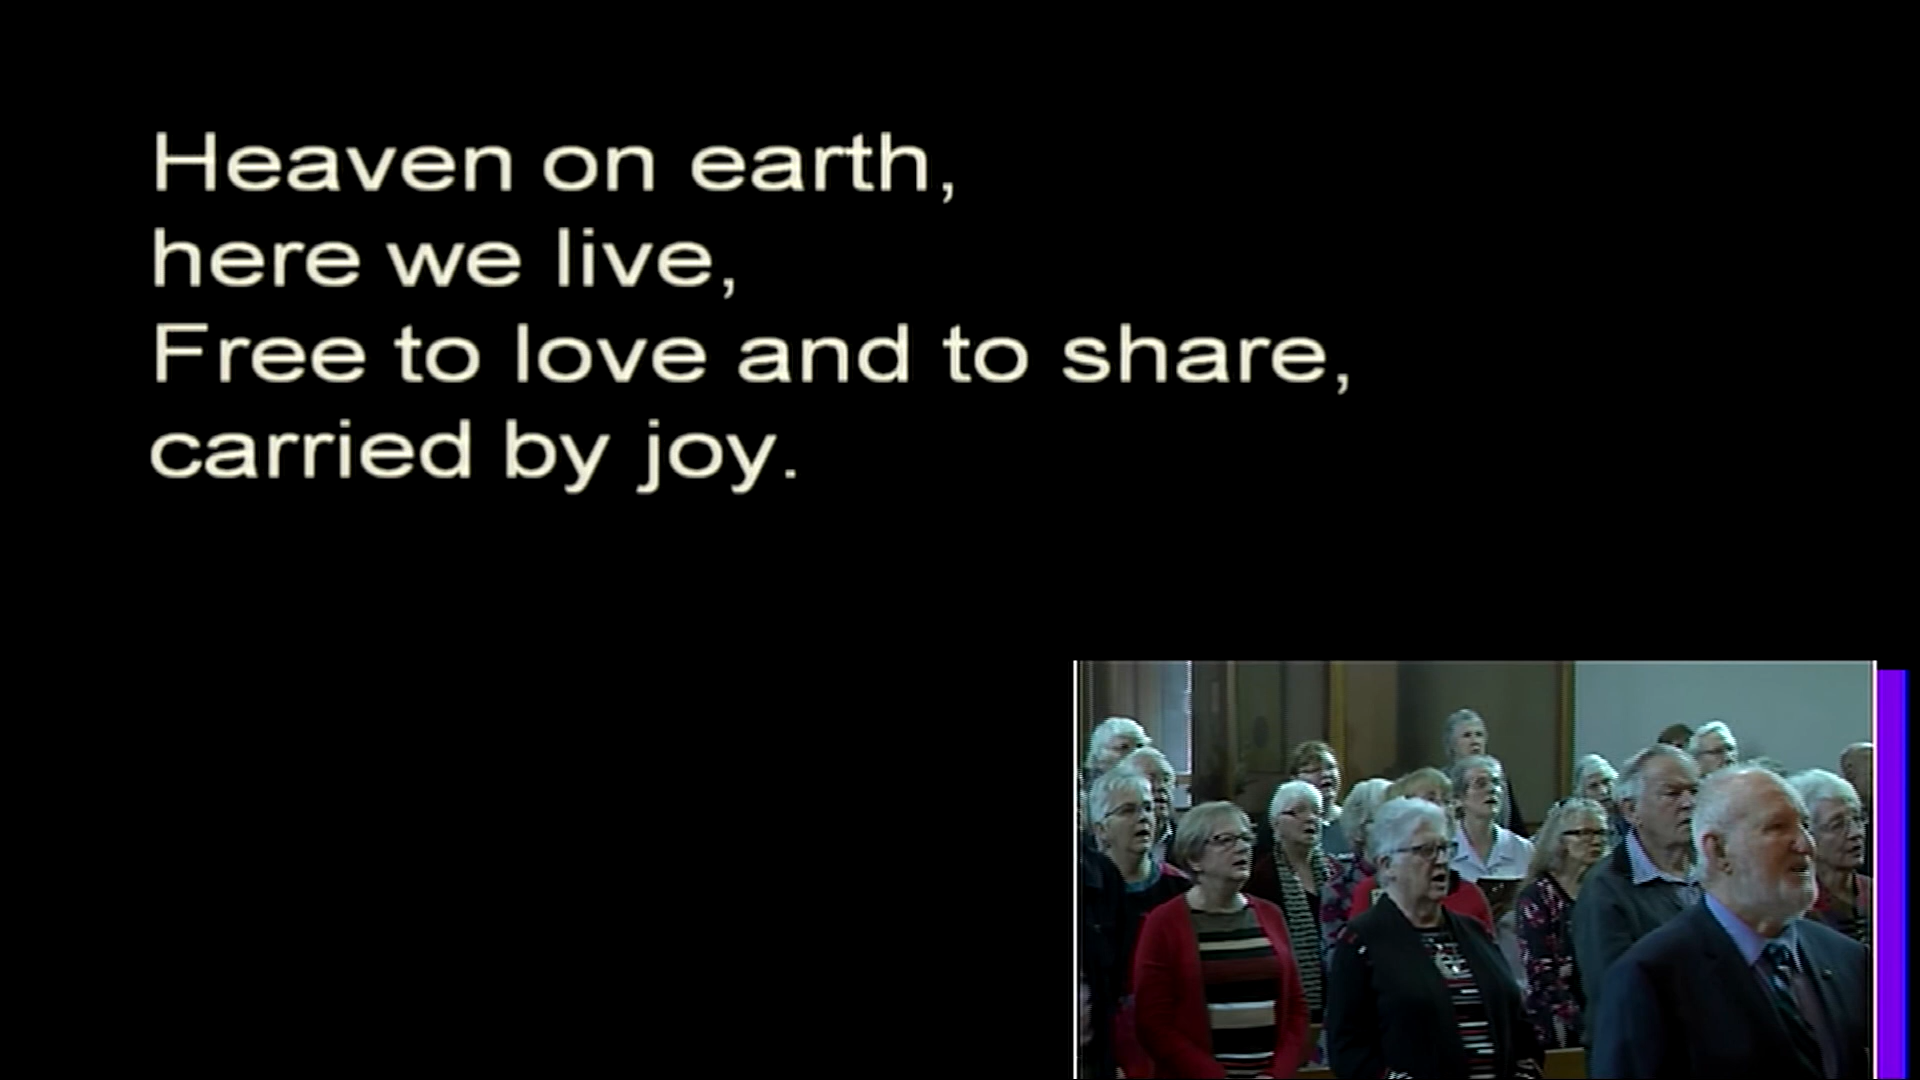 Heaven on earth,
here we live,
Free to love and to share,
carried by joy.